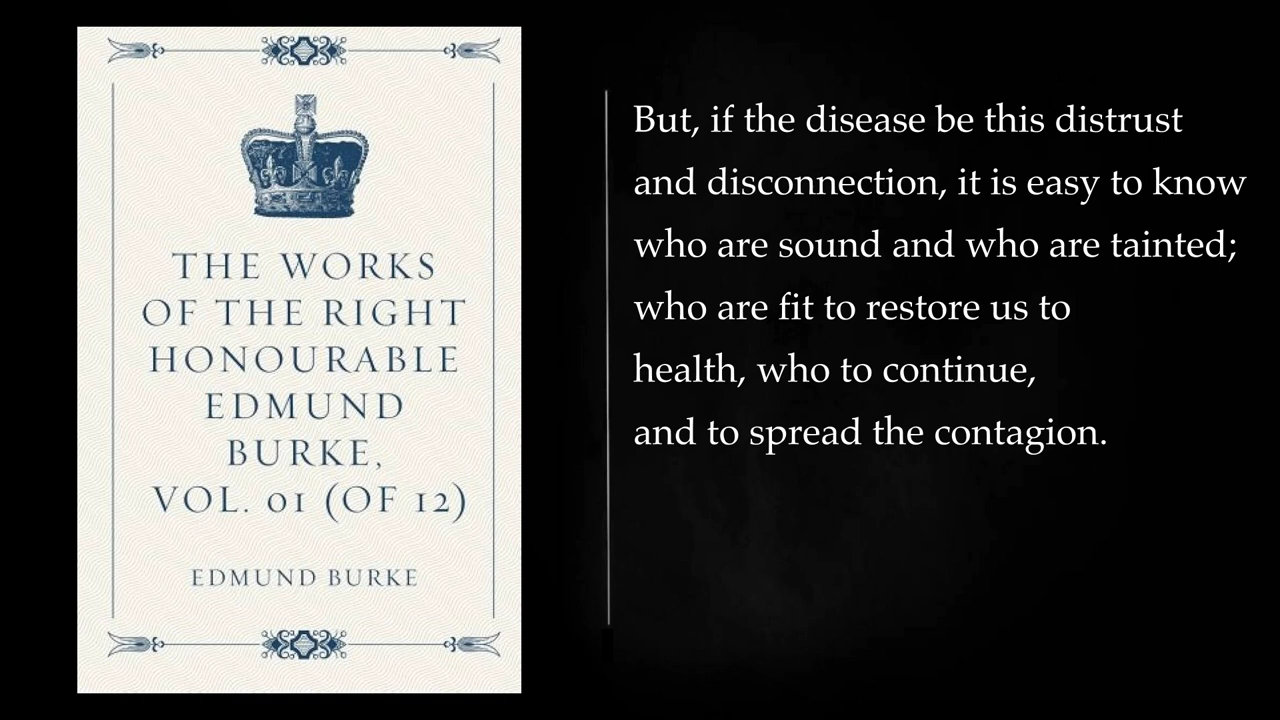 THE WORKS
OF THE RIGHT
HONOURABLE
EDMUND
BURKE,
VOL. 01 (OF 12)
EDMUND BURKE
But, if the disease be this distrust
and disconnection, it is easy to know
who are sound and who are tainted;
who are fit to restore us to
health, who to continue,
and to spread the contagion.